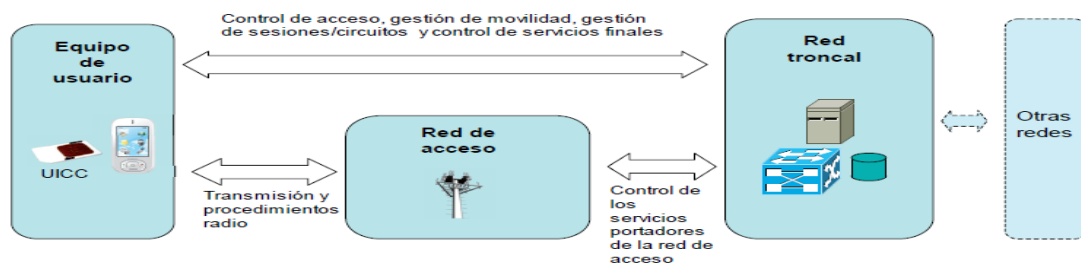 Control de acceso, gestión de movilidad, gestión
de sesiones/circuitos y control de servicios finales
Equipo
de
usuario
UICC
Transmisión y
procedimientos
radio
Red de
acceso
Control de
los
servicios
portadores
de la red de
acceso
Red
troncal
Otras
redes